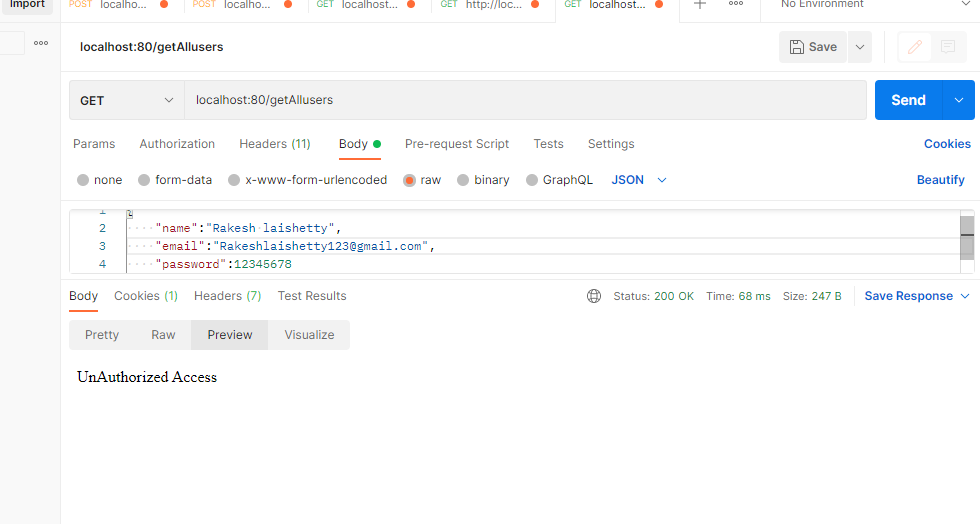 Import POST localho... POST localho... GET localhost... GET http://loc... GET localhos... + ooo No Environment
ooo localhost:80/getAllusers Save
GET localhost:80/getAllusers Send
Params Authorization Headers (11) Body Pre-request Script Tests Settings Cookies
none form-data x-www-form-urlencoded raw binary GraphQL JSON Beautify
1 {
2 "name":"Rakesh laishetty",
3 "email":"Rakeshlaishetty123@gmail.com",
4 "password":12345678
Body Cookies (1) Headers (7) Test Results Status: 200 OK Time: 68 ms Size: 247 B Save Response
Pretty Raw Preview Visualize
UnAuthorized Access